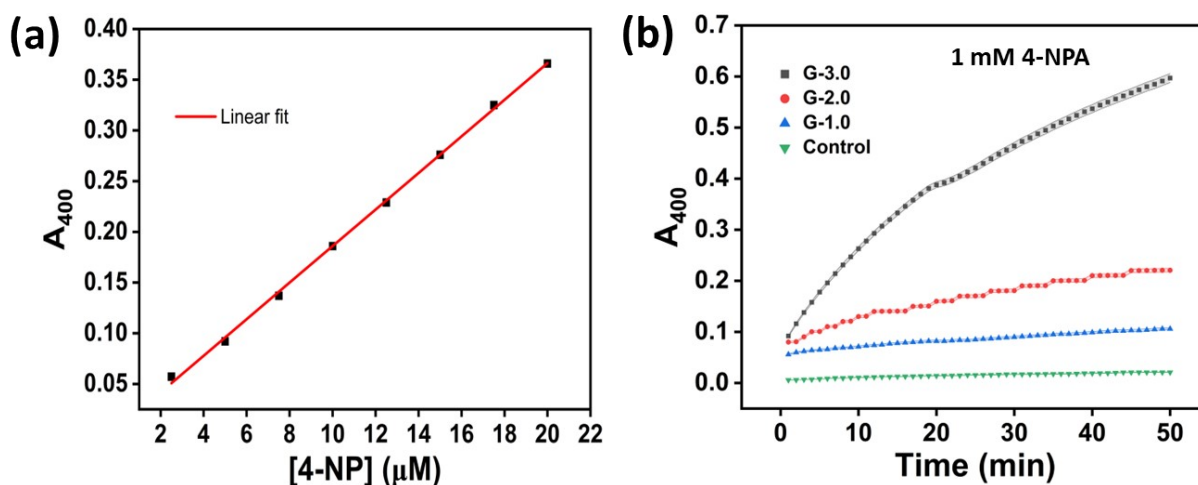 (a)
0.40
0.35
0.30
0.25
0.20
0.15
0.10
0.05
A400
Linear fit
2 4 6 8 10 12 14 16 18 20 22
[4-NP] (μM)
(b)
0.7
0.6
0.5
0.4
0.3
0.2
0.1
0.0
A400
1 mM 4-NPA
G-3.0
G-2.0
G-1.0
Control
0 10 20 30 40 50
Time (min)